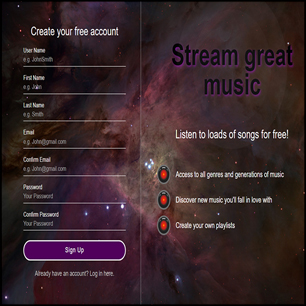 Create your free account
User Name
e.g. JohnSmith
First Name
e.g. John
Last Name
e.g. Smith
Email
e.g. John@gmail.com
Confirm Email
e.g. John@gmail.com
Password
Your Password
Confirm Password
Your Password
Sign Up
Already have an account? Log in here.
Stream great
music
Listen to loads of songs for free!
Access to all genres and generations of music
Discover new music you'll fall in love with
Create your own playlists